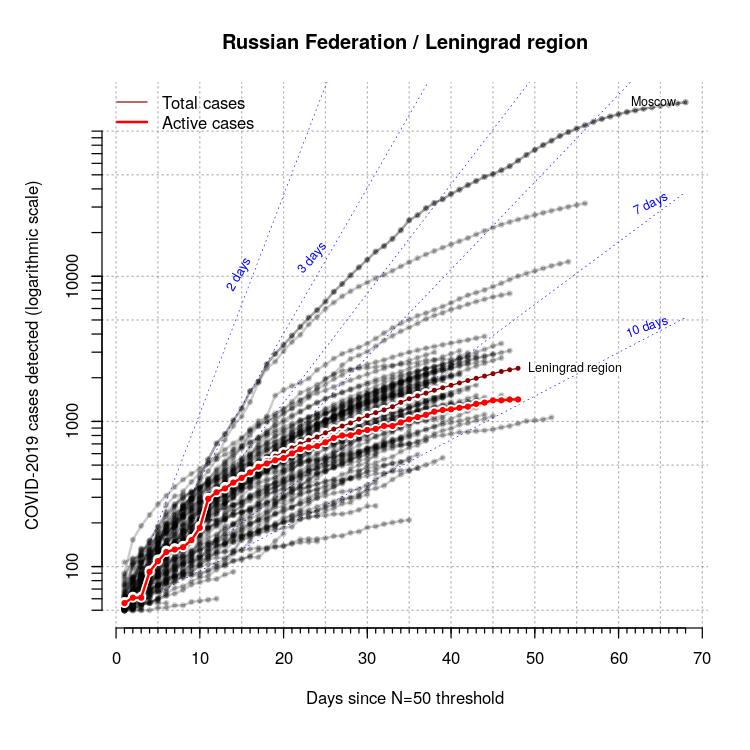 Russian Federation / Leningrad region
Total cases
Active cases
Moscow
7 days
2 days
3 days
10 days
Leningrad region
COVID-2019 cases detected (logarithmic scale)
10000
1000
100
0 10 20 30 40 50 60 70
Days since N=50 threshold